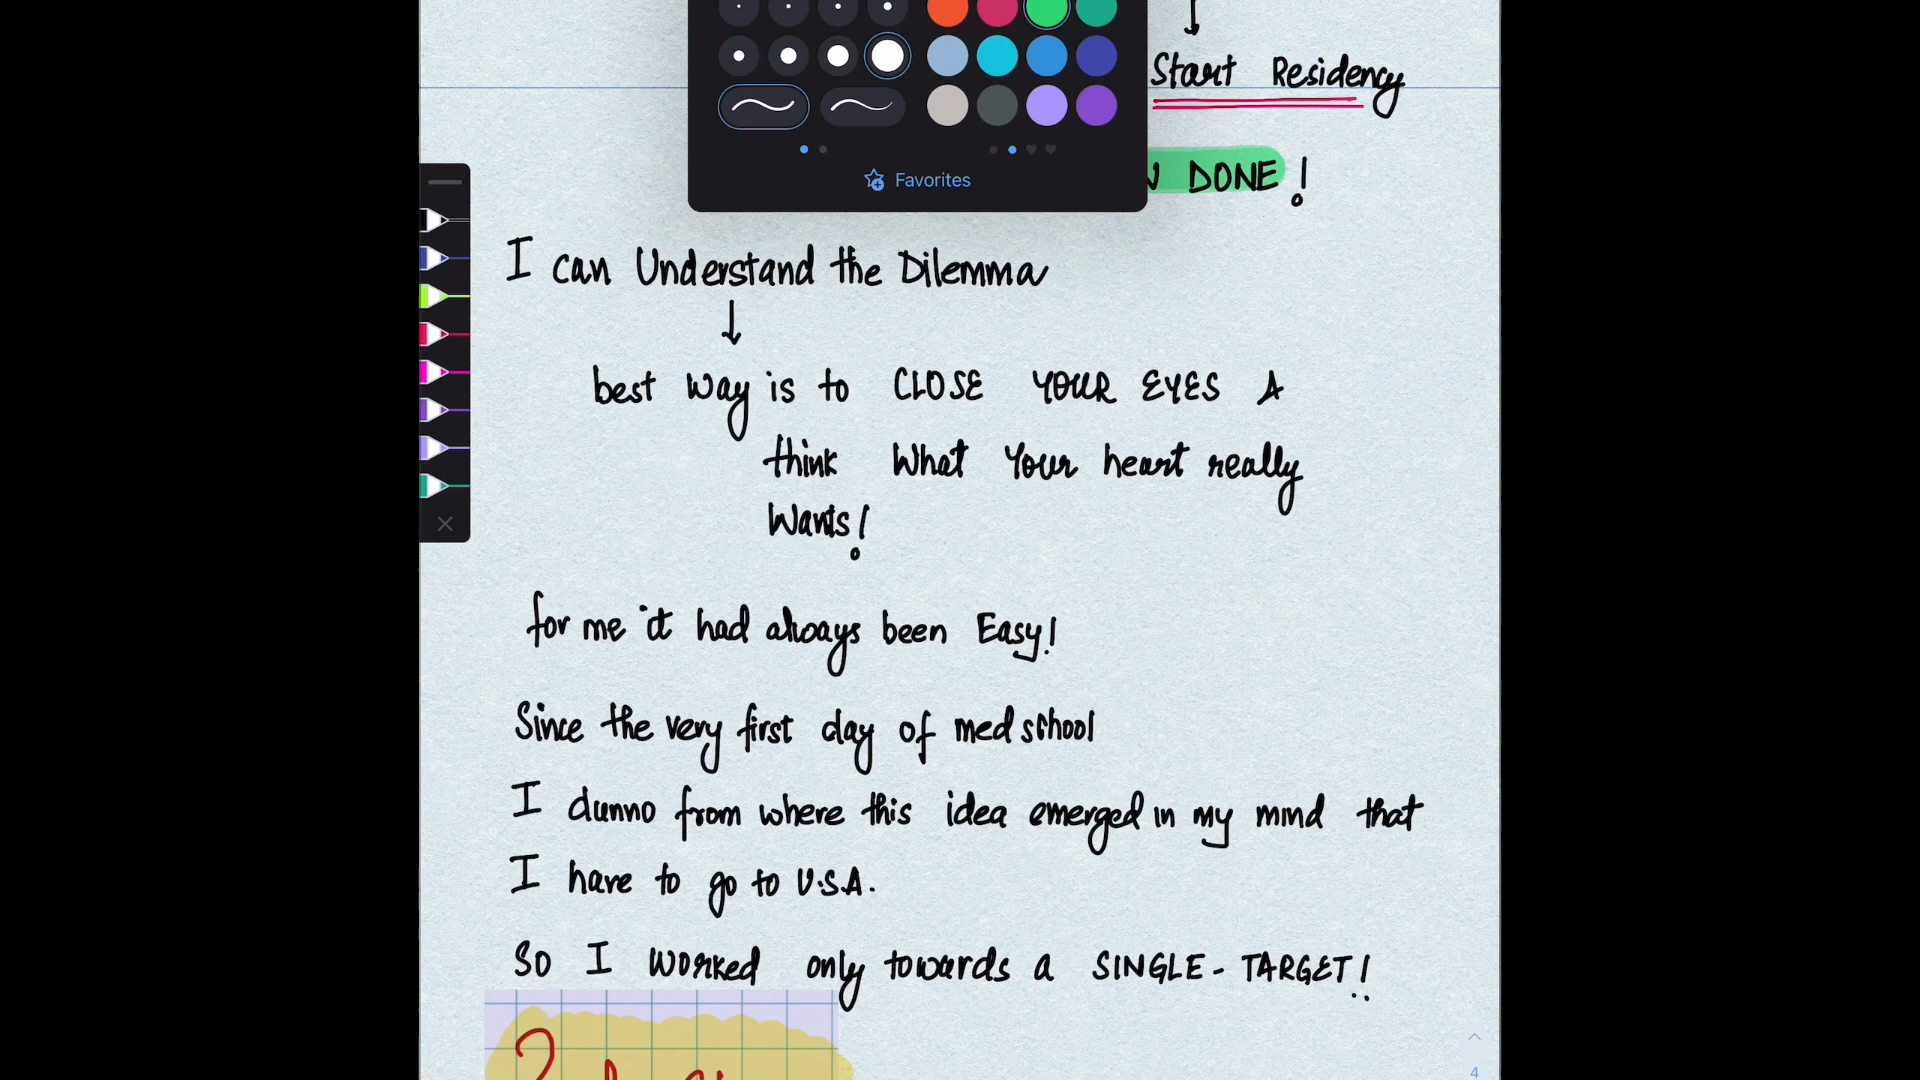 Start Residency
DONE!
Favorites
I can Understand the Dilemma
best way is to CLOSE YOUR EYES &
think What Your heart really
Wants!
for me it had always been Easy!
Since the very first day of med school
I dunno from where this idea emerged in my mind that
I have to go to U.S.A.
So I Worked only towards a SINGLE-TARGET!!
4